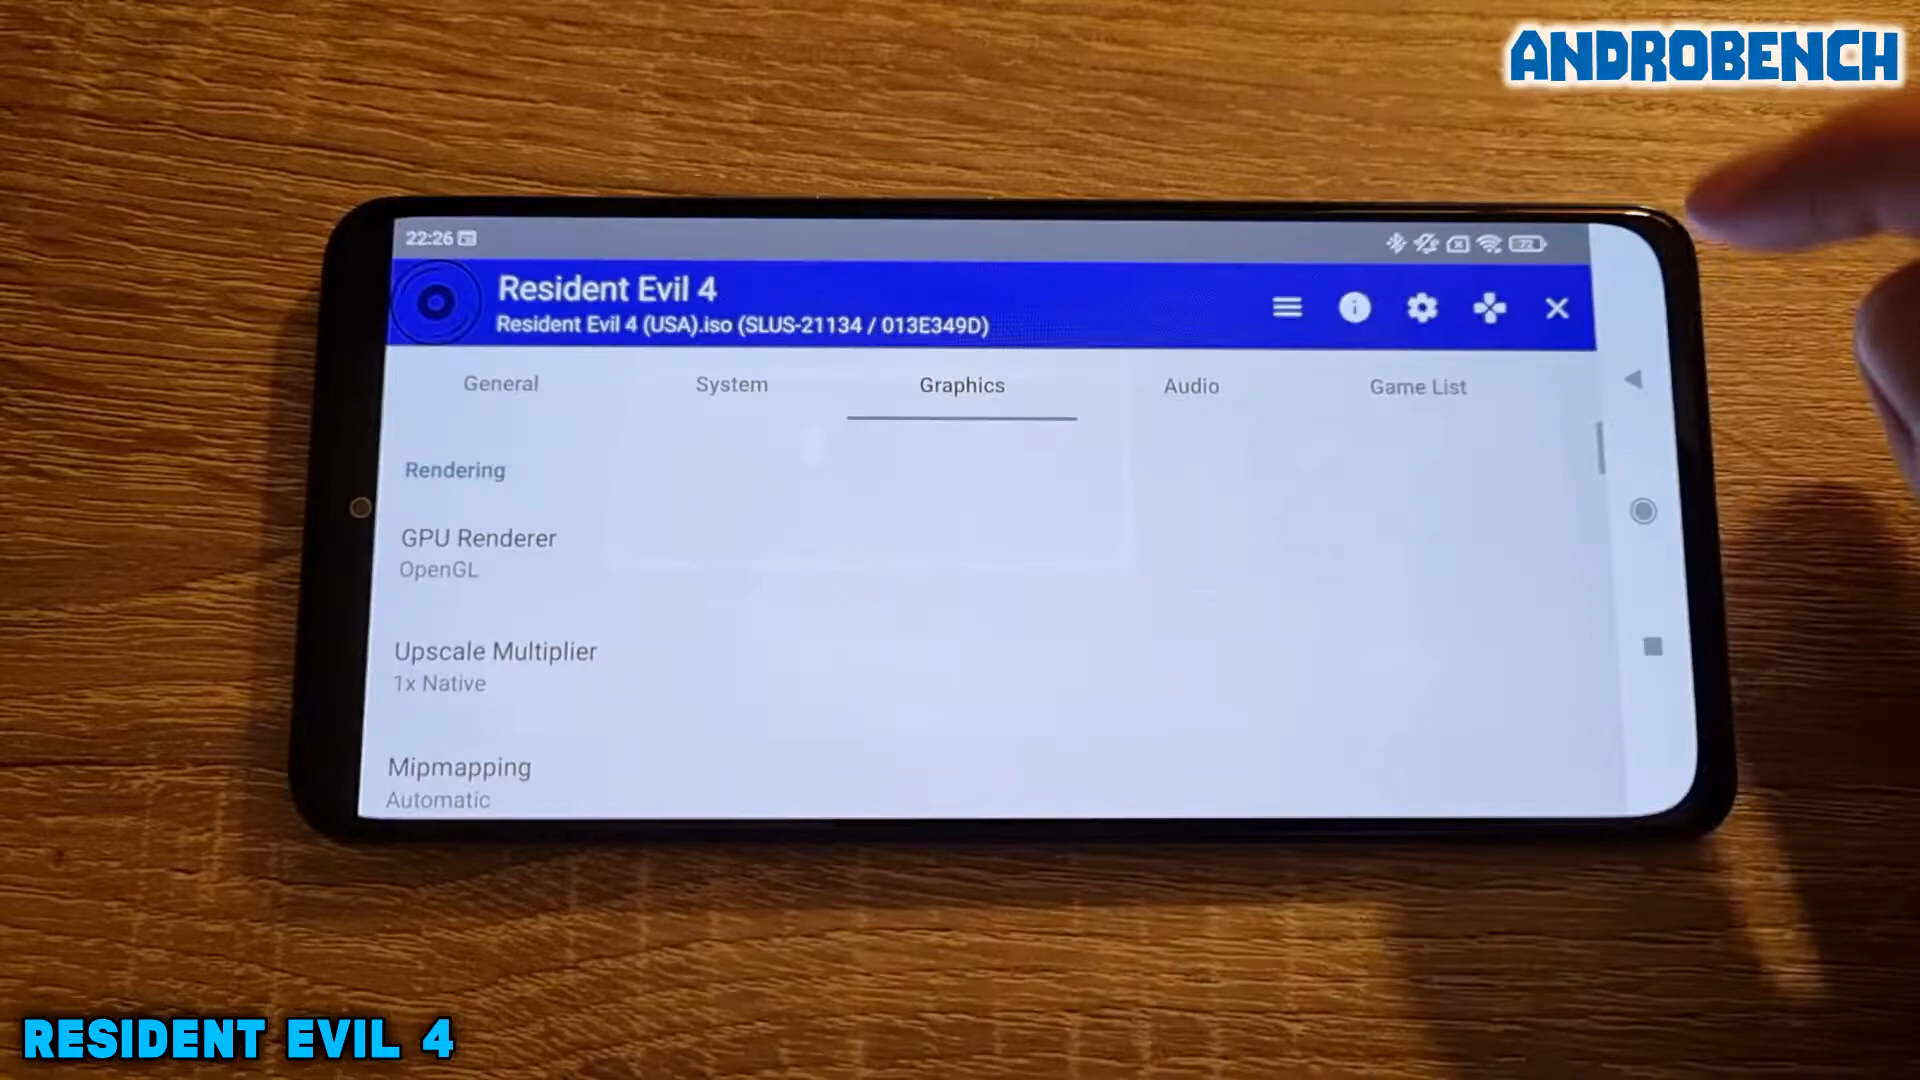 ANDROBENCH
22:26
72
Resident Evil 4
Resident Evil 4 (USA).iso (SLUS-21134 / 013E349D)
General
System
Graphics
Audio
Game List
Rendering
GPU Renderer
OpenGL
Upscale Multiplier
1x Native
Mipmapping
Automatic
RESIDENT EVIL 4